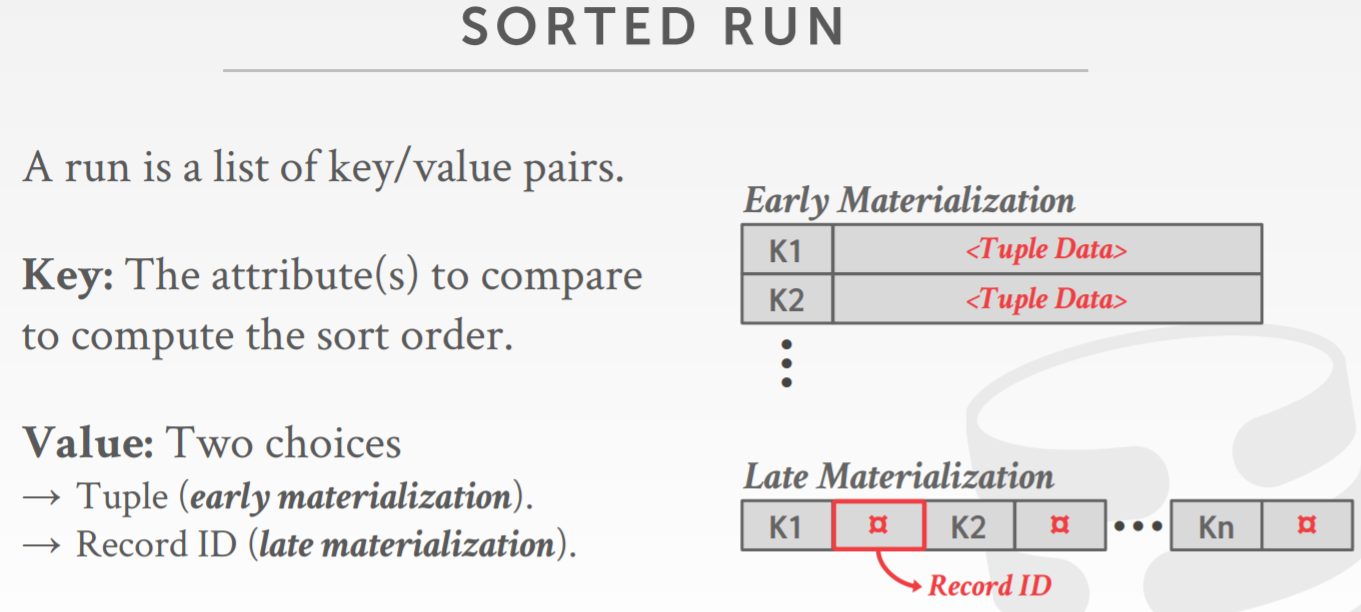 SORTED RUN
A run is a list of key/value pairs.
Key: The attribute(s) to compare
to compute the sort order.
Value: Two choices
→ Tuple (early materialization).
→ Record ID (late materialization).
Early Materialization
K1 <Tuple Data>
K2 <Tuple Data>
Late Materialization
K1 ¤ K2 ¤ ••• Kn ¤
Record ID